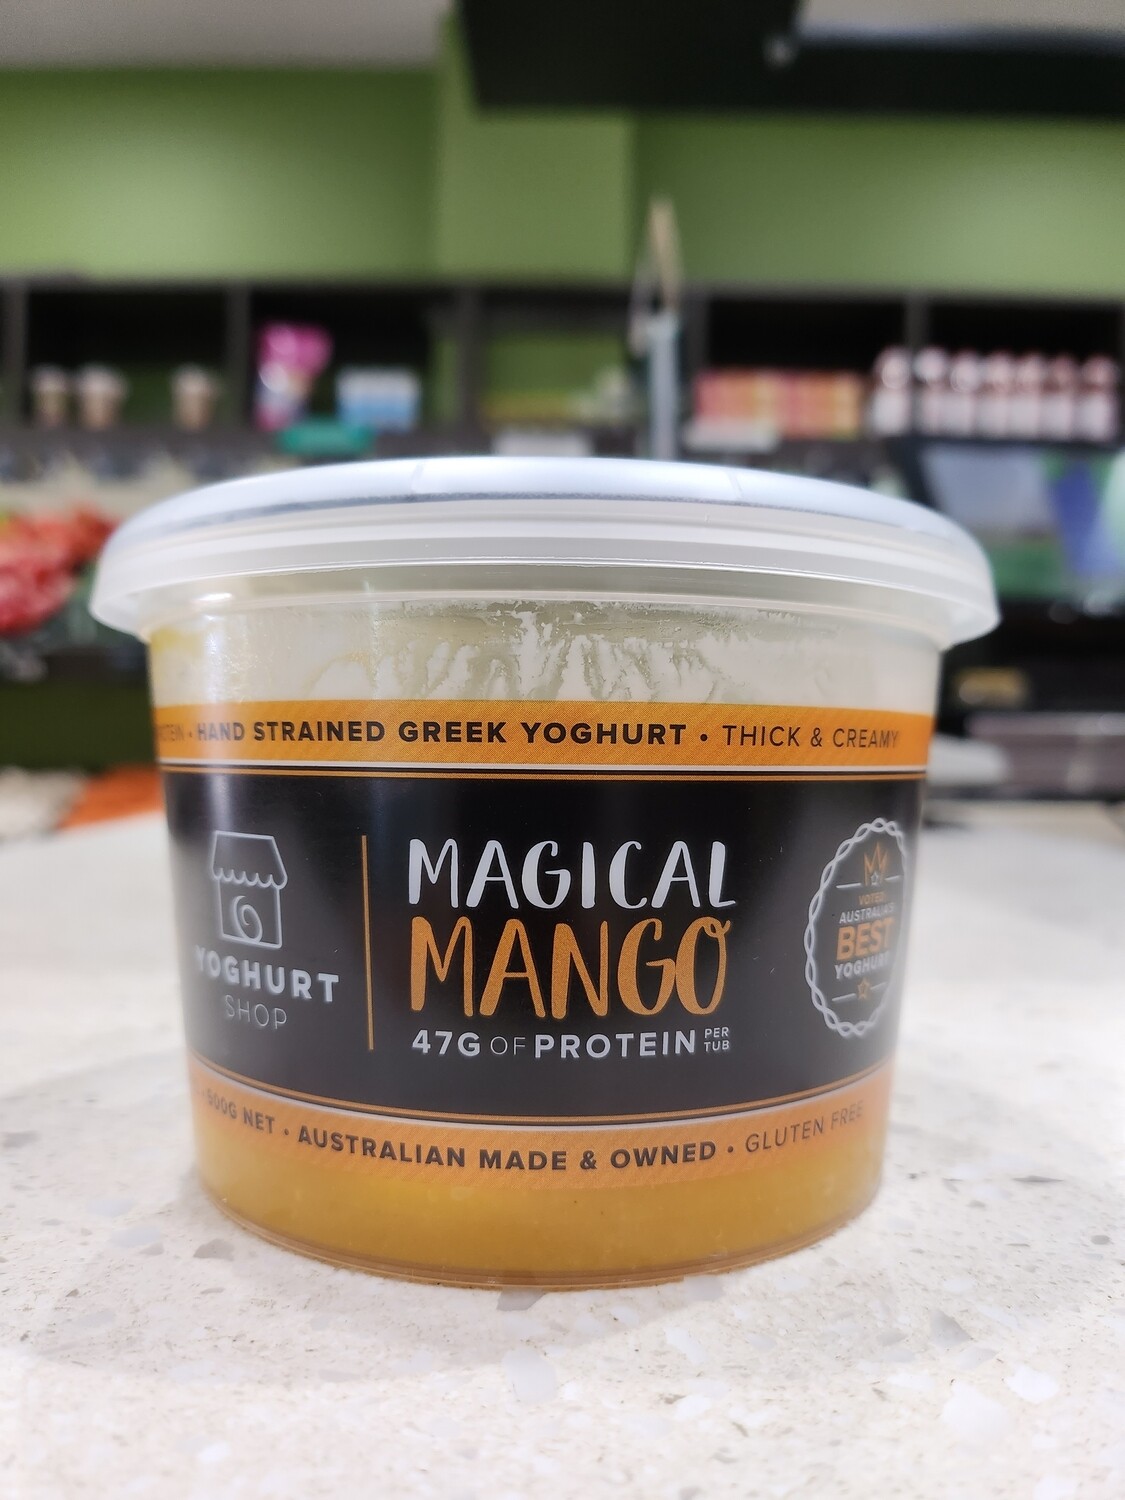 HAND STRAINED GREEK YOGHURT • THICK & CREAMY
YOGHURT
SHOP
MAGICAL
MANGO
47G OF PROTEIN PER TUB
VOTED
AUSTRALIA'S
BEST
YOGHURT
500G NET • AUSTRALIAN MADE & OWNED • GLUTEN FREE